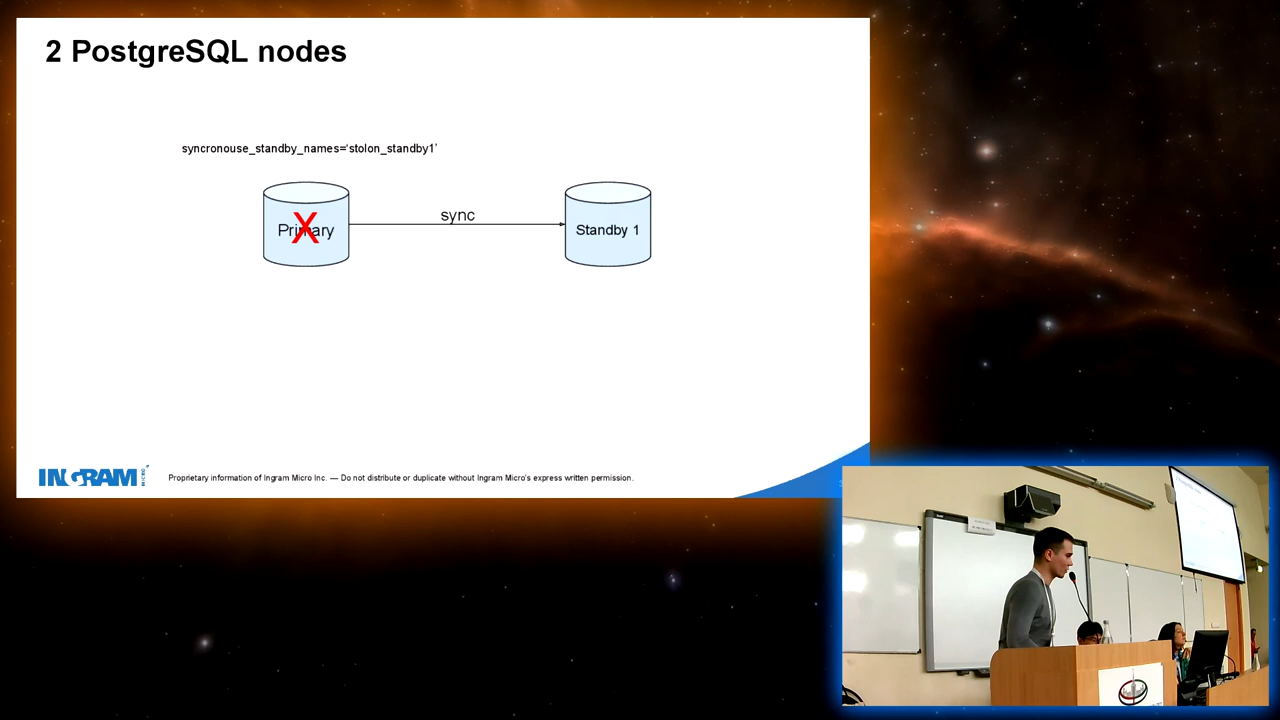 2 PostgreSQL nodes
syncronouse_standby_names='stolon_standby1'
Primary
X
sync
Standby 1
INGRAM
MICRO
Proprietary information of Ingram Micro Inc. — Do not distribute or duplicate without Ingram Micro's express written permission.